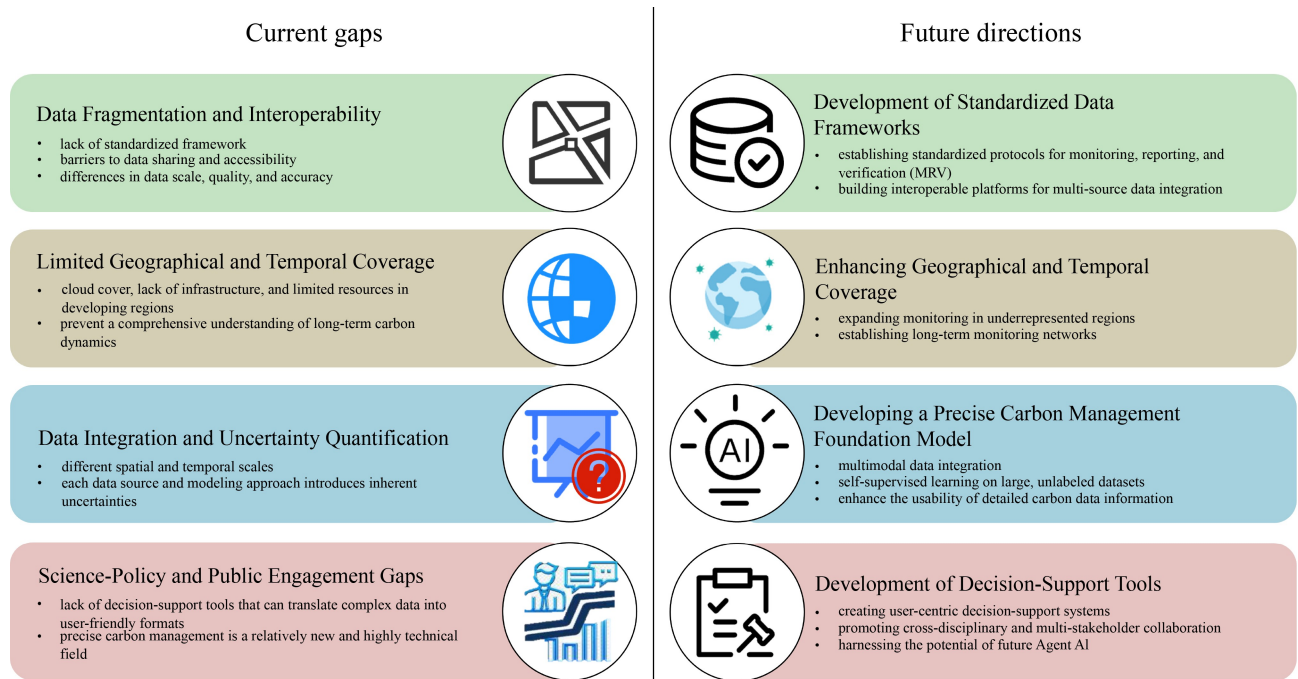 Current gaps
Data Fragmentation and Interoperability
• lack of standardized framework
• barriers to data sharing and accessibility
• differences in data scale, quality, and accuracy
Limited Geographical and Temporal Coverage
• cloud cover, lack of infrastructure, and limited resources in
developing regions
• prevent a comprehensive understanding of long-term carbon
dynamics
Data Integration and Uncertainty Quantification
• different spatial and temporal scales
• each data source and modeling approach introduces inherent
uncertainties
Science-Policy and Public Engagement Gaps
• lack of decision-support tools that can translate complex data into
user-friendly formats
• precise carbon management is a relatively new and highly technical
field
Future directions
Development of Standardized Data
Frameworks
• establishing standardized protocols for monitoring, reporting, and
verification (MRV)
• building interoperable platforms for multi-source data integration
Enhancing Geographical and Temporal
Coverage
• expanding monitoring in underrepresented regions
• establishing long-term monitoring networks
AI
Developing a Precise Carbon Management
Foundation Model
• multimodal data integration
• self-supervised learning on large, unlabeled datasets
• enhance the usability of detailed carbon data information
Development of Decision-Support Tools
• creating user-centric decision-support systems
• promoting cross-disciplinary and multi-stakeholder collaboration
• harnessing the potential of future Agent AI